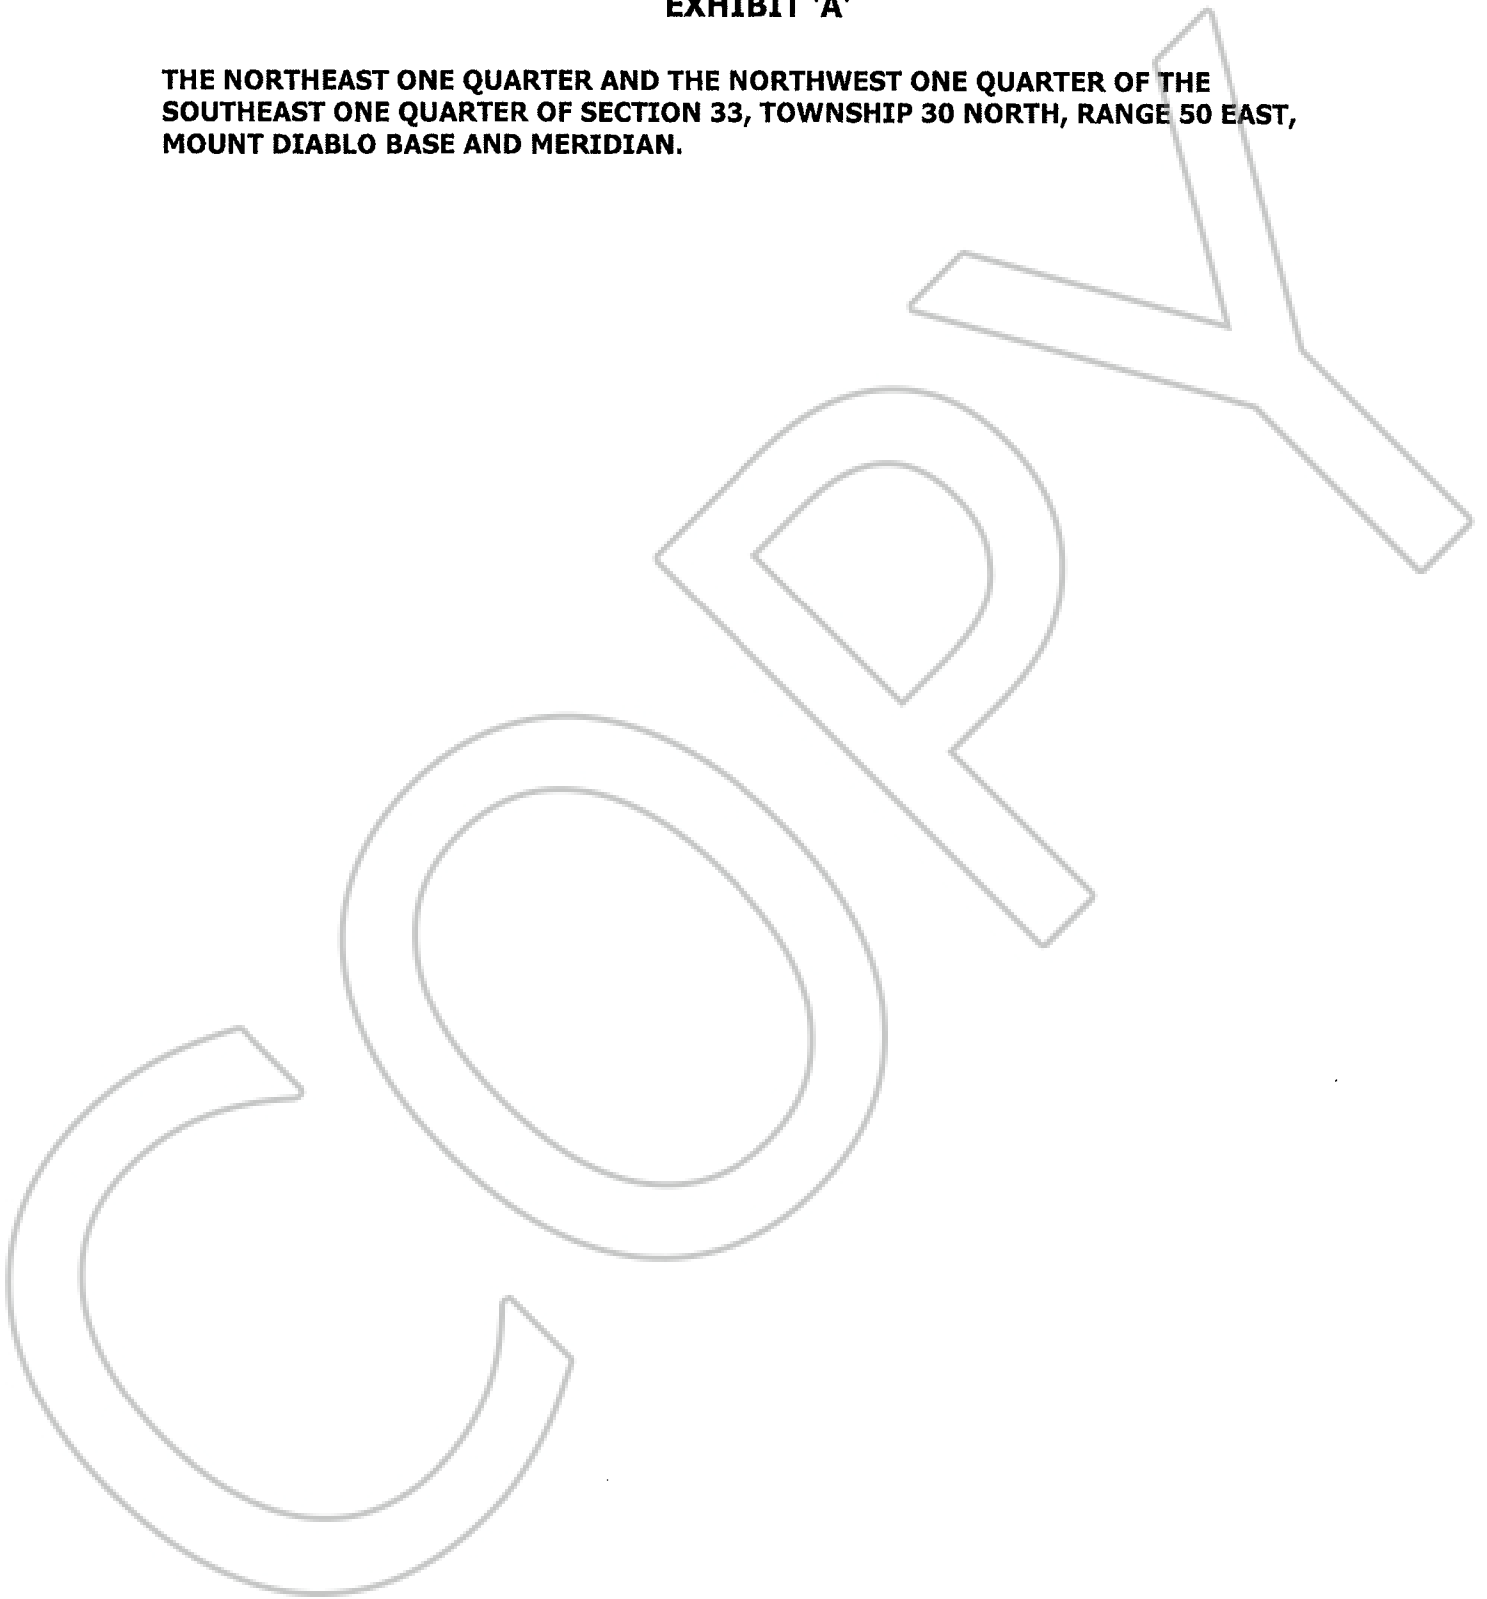 EXHIBIT 'A'
THE NORTHEAST ONE QUARTER AND THE NORTHWEST ONE QUARTER OF THE
SOUTHEAST ONE QUARTER OF SECTION 33, TOWNSHIP 30 NORTH, RANGE 50 EAST,
MOUNT DIABLO BASE AND MERIDIAN.
COPY